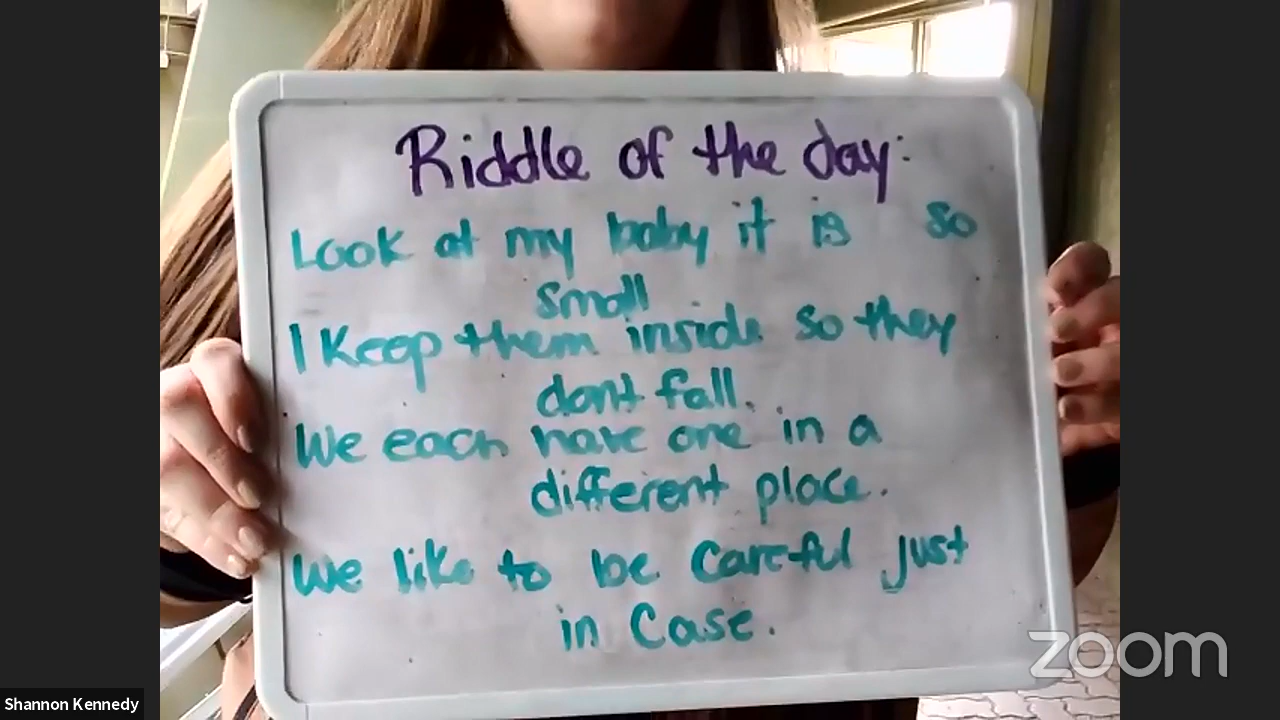 Riddle of the day:
Look at my baby it is so
small
I keep them inside so they
dont fall.
We each have one in a
different place.
We like to be careful just
in case.
zoom
Shannon Kennedy